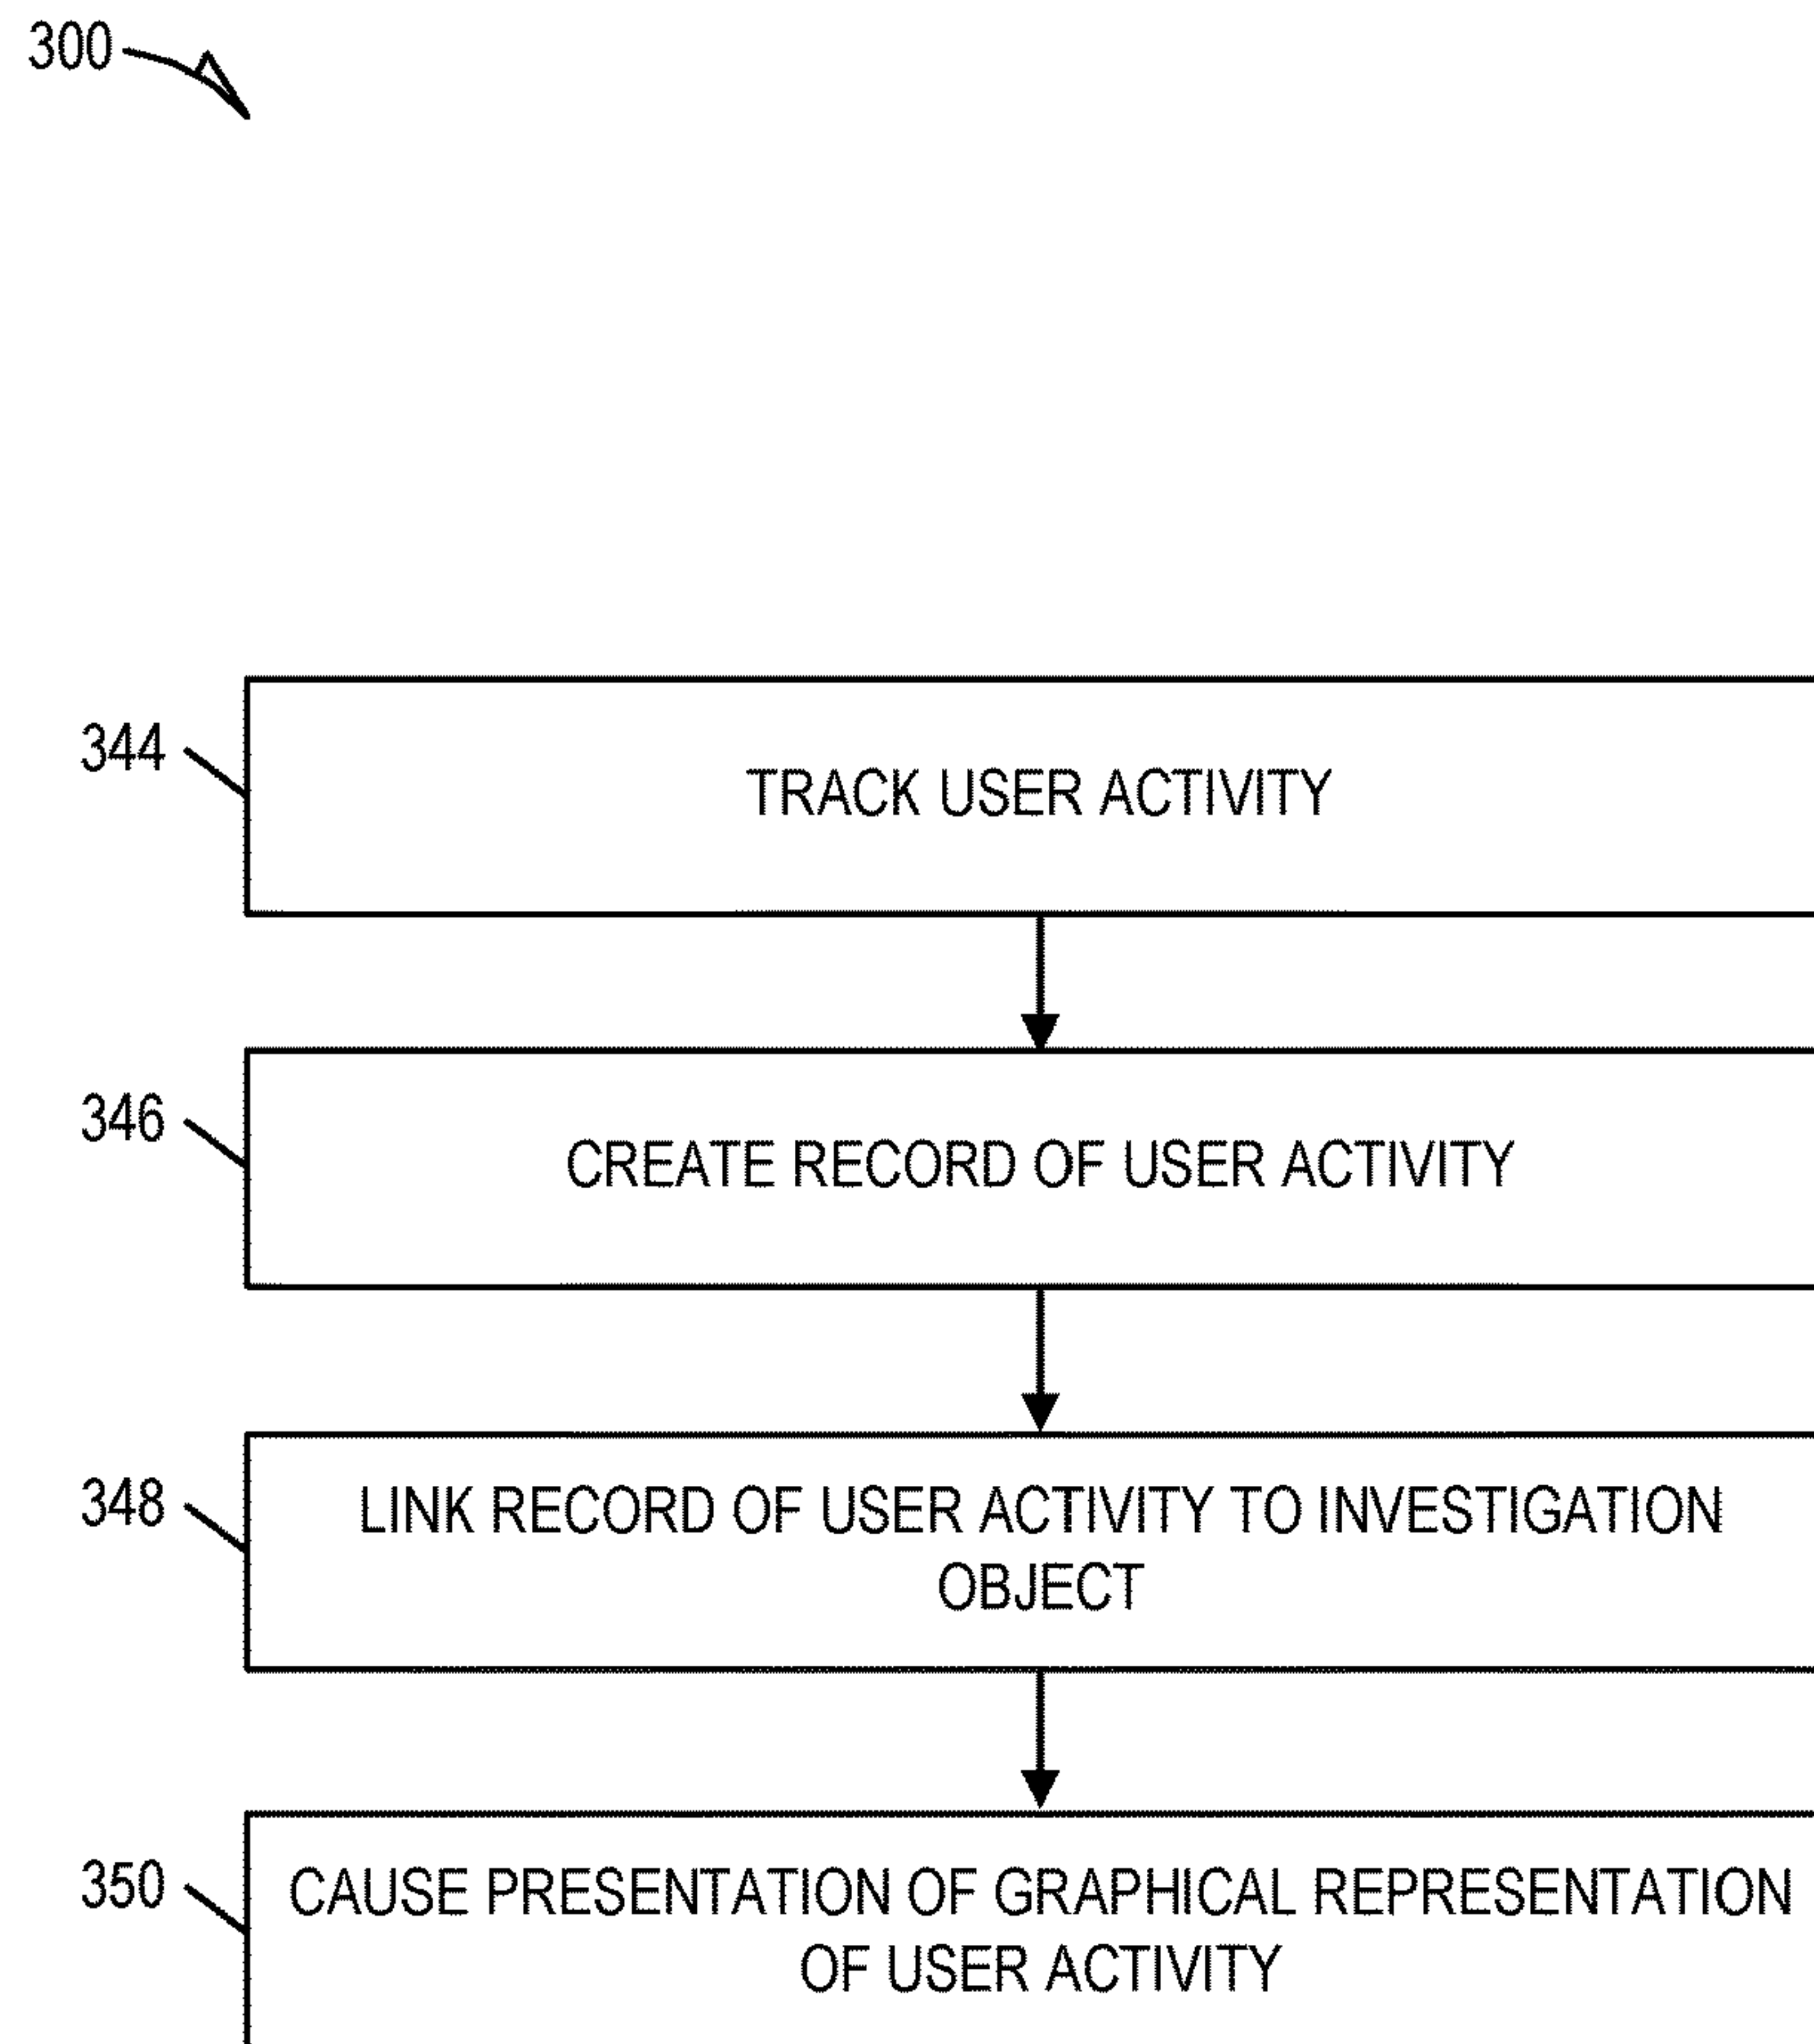 300
344
TRACK USER ACTIVITY
346
CREATE RECORD OF USER ACTIVITY
348
LINK RECORD OF USER ACTIVITY TO INVESTIGATION
OBJECT
350
CAUSE PRESENTATION OF GRAPHICAL REPRESENTATION
OF USER ACTIVITY